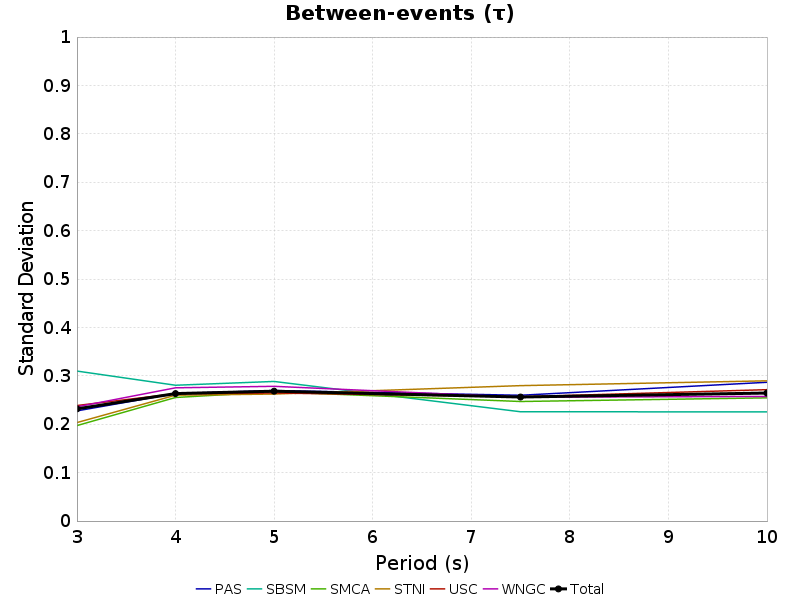 Between-events (τ)
1
0.9
0.8
0.7
0.6
0.5
0.4
0.3
0.2
0.1
0
Standard Deviation
3 4 5 6 7 8 9 10
Period (s)
PAS SBSM SMCA STNI USC WNGC Total